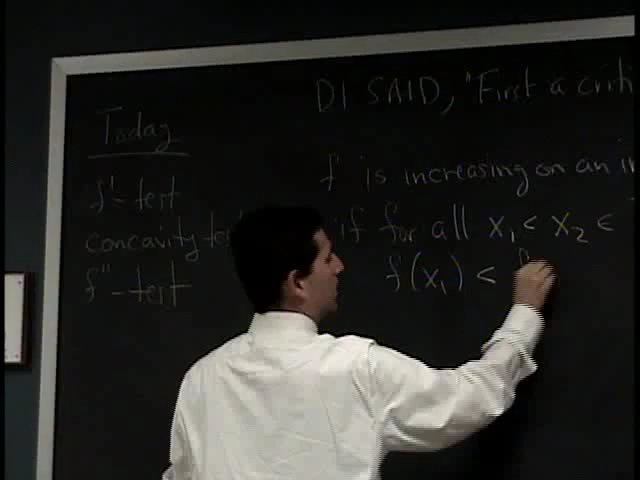 Today
f'-test
concavity te
f"-test
DI SAID, "First a criti
f is increasing on an in
if for all x₁ < x₂ ∈
f(x₁) < f